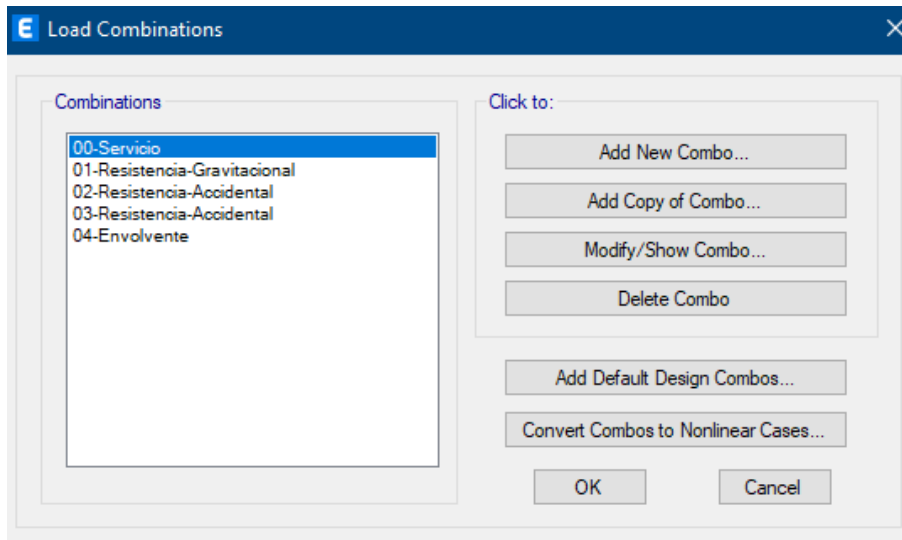 E Load Combinations
Combinations
00-Servicio
01-Resistencia-Gravitacional
02-Resistencia-Accidental
03-Resistencia-Accidental
04-Envolvente
Click to:
Add New Combo...
Add Copy of Combo...
Modify/Show Combo...
Delete Combo
Add Default Design Combos...
Convert Combos to Nonlinear Cases...
OK
Cancel